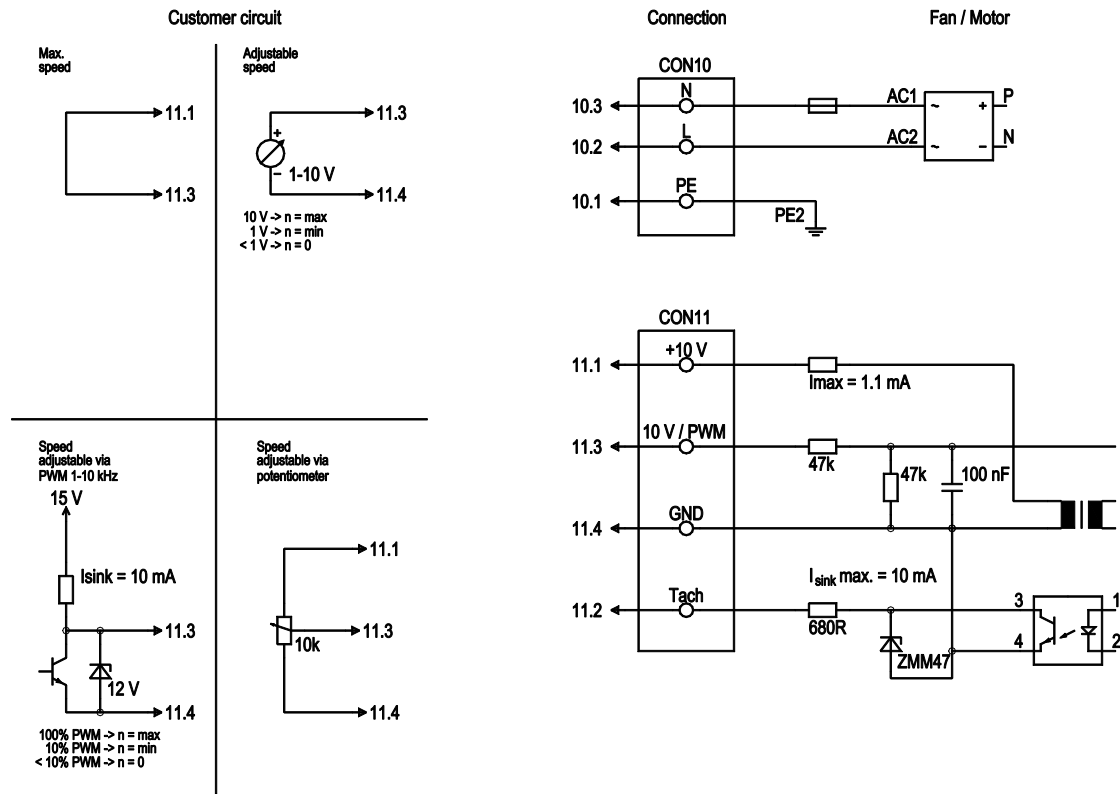 Customer circuit
Connection
Fan / Motor
Max.
speed
11.1
11.3
Adjustable
speed
11.3
+
1-10 V
–
11.4
10 V -> n = max
1 V -> n = min
< 1 V -> n = 0
CON10
N
10.3
AC1
~
+
P
L
10.2
AC2
~
–
N
PE
10.1
PE2
CON11
+10 V
11.1
Imax = 1.1 mA
10 V / PWM
11.3
47k
47k
100 nF
GND
11.4
Isink max. = 10 mA
Tach
11.2
680R
ZMM47
3
4
1
2
Speed
adjustable via
PWM 1-10 kHz
15 V
Isink = 10 mA
11.3
12 V
11.4
100% PWM -> n = max
10% PWM -> n = min
< 10% PWM -> n = 0
Speed
adjustable via
potentiometer
11.1
11.3
10k
11.4